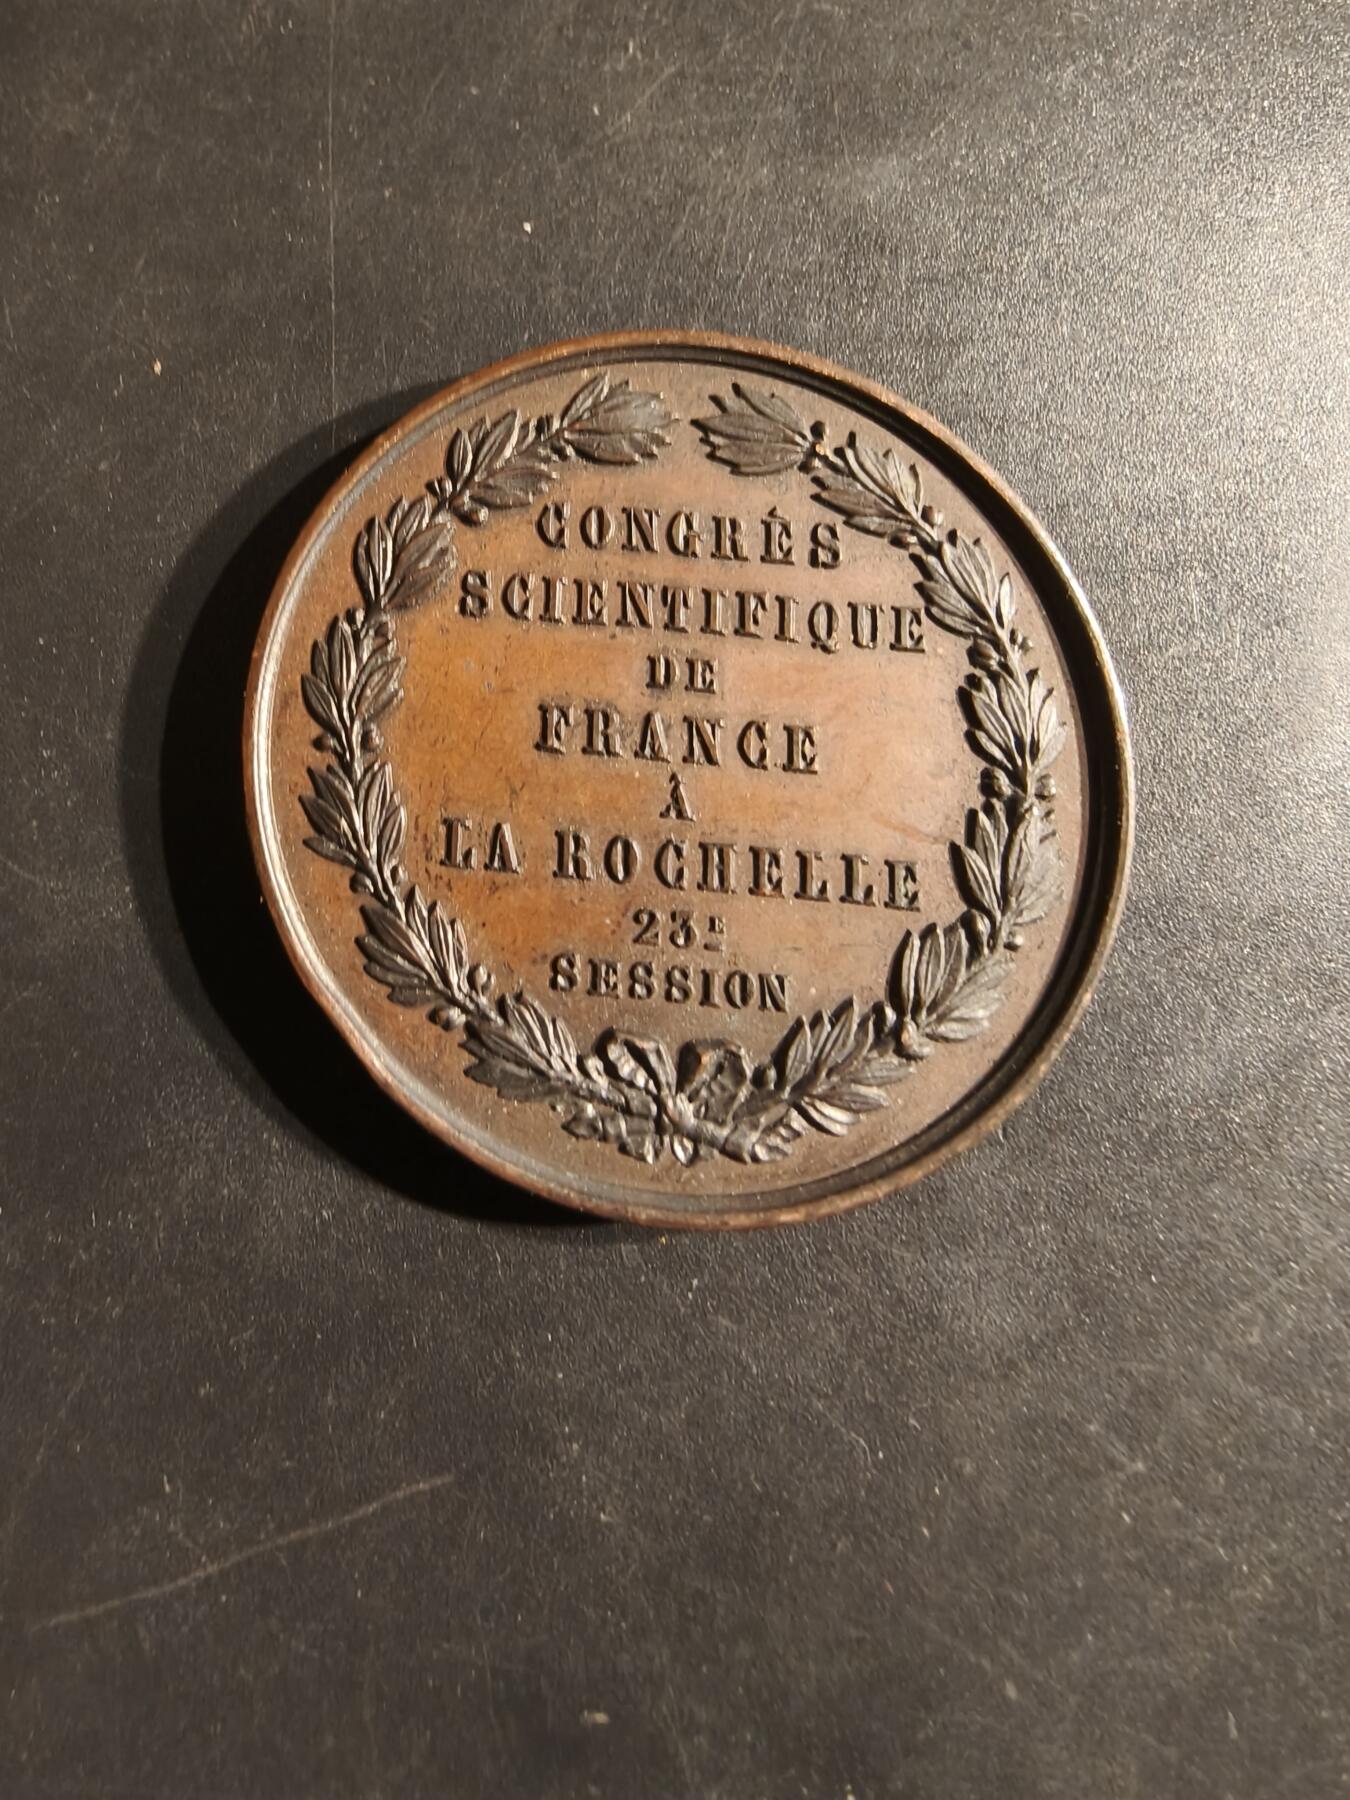 CONGRÈS
SCIENTIFIQUE
DE
FRANCE
À
LA ROCHELLE
23E
SESSION